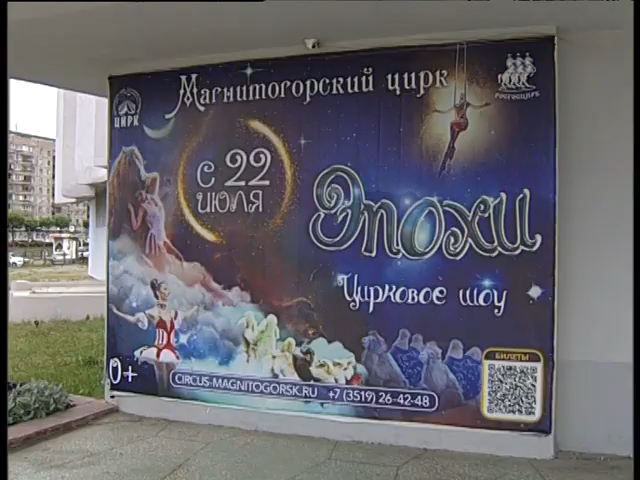 Магнитогорский цирк
ЦИРК
РОСГОСЦИРК
С 22
ИЮЛЯ
Эпохи
Цирковое шоу
БИЛЕТЫ
0+
CIRCUS-MAGNITOGORSK.RU +7 (3519) 26-42-48